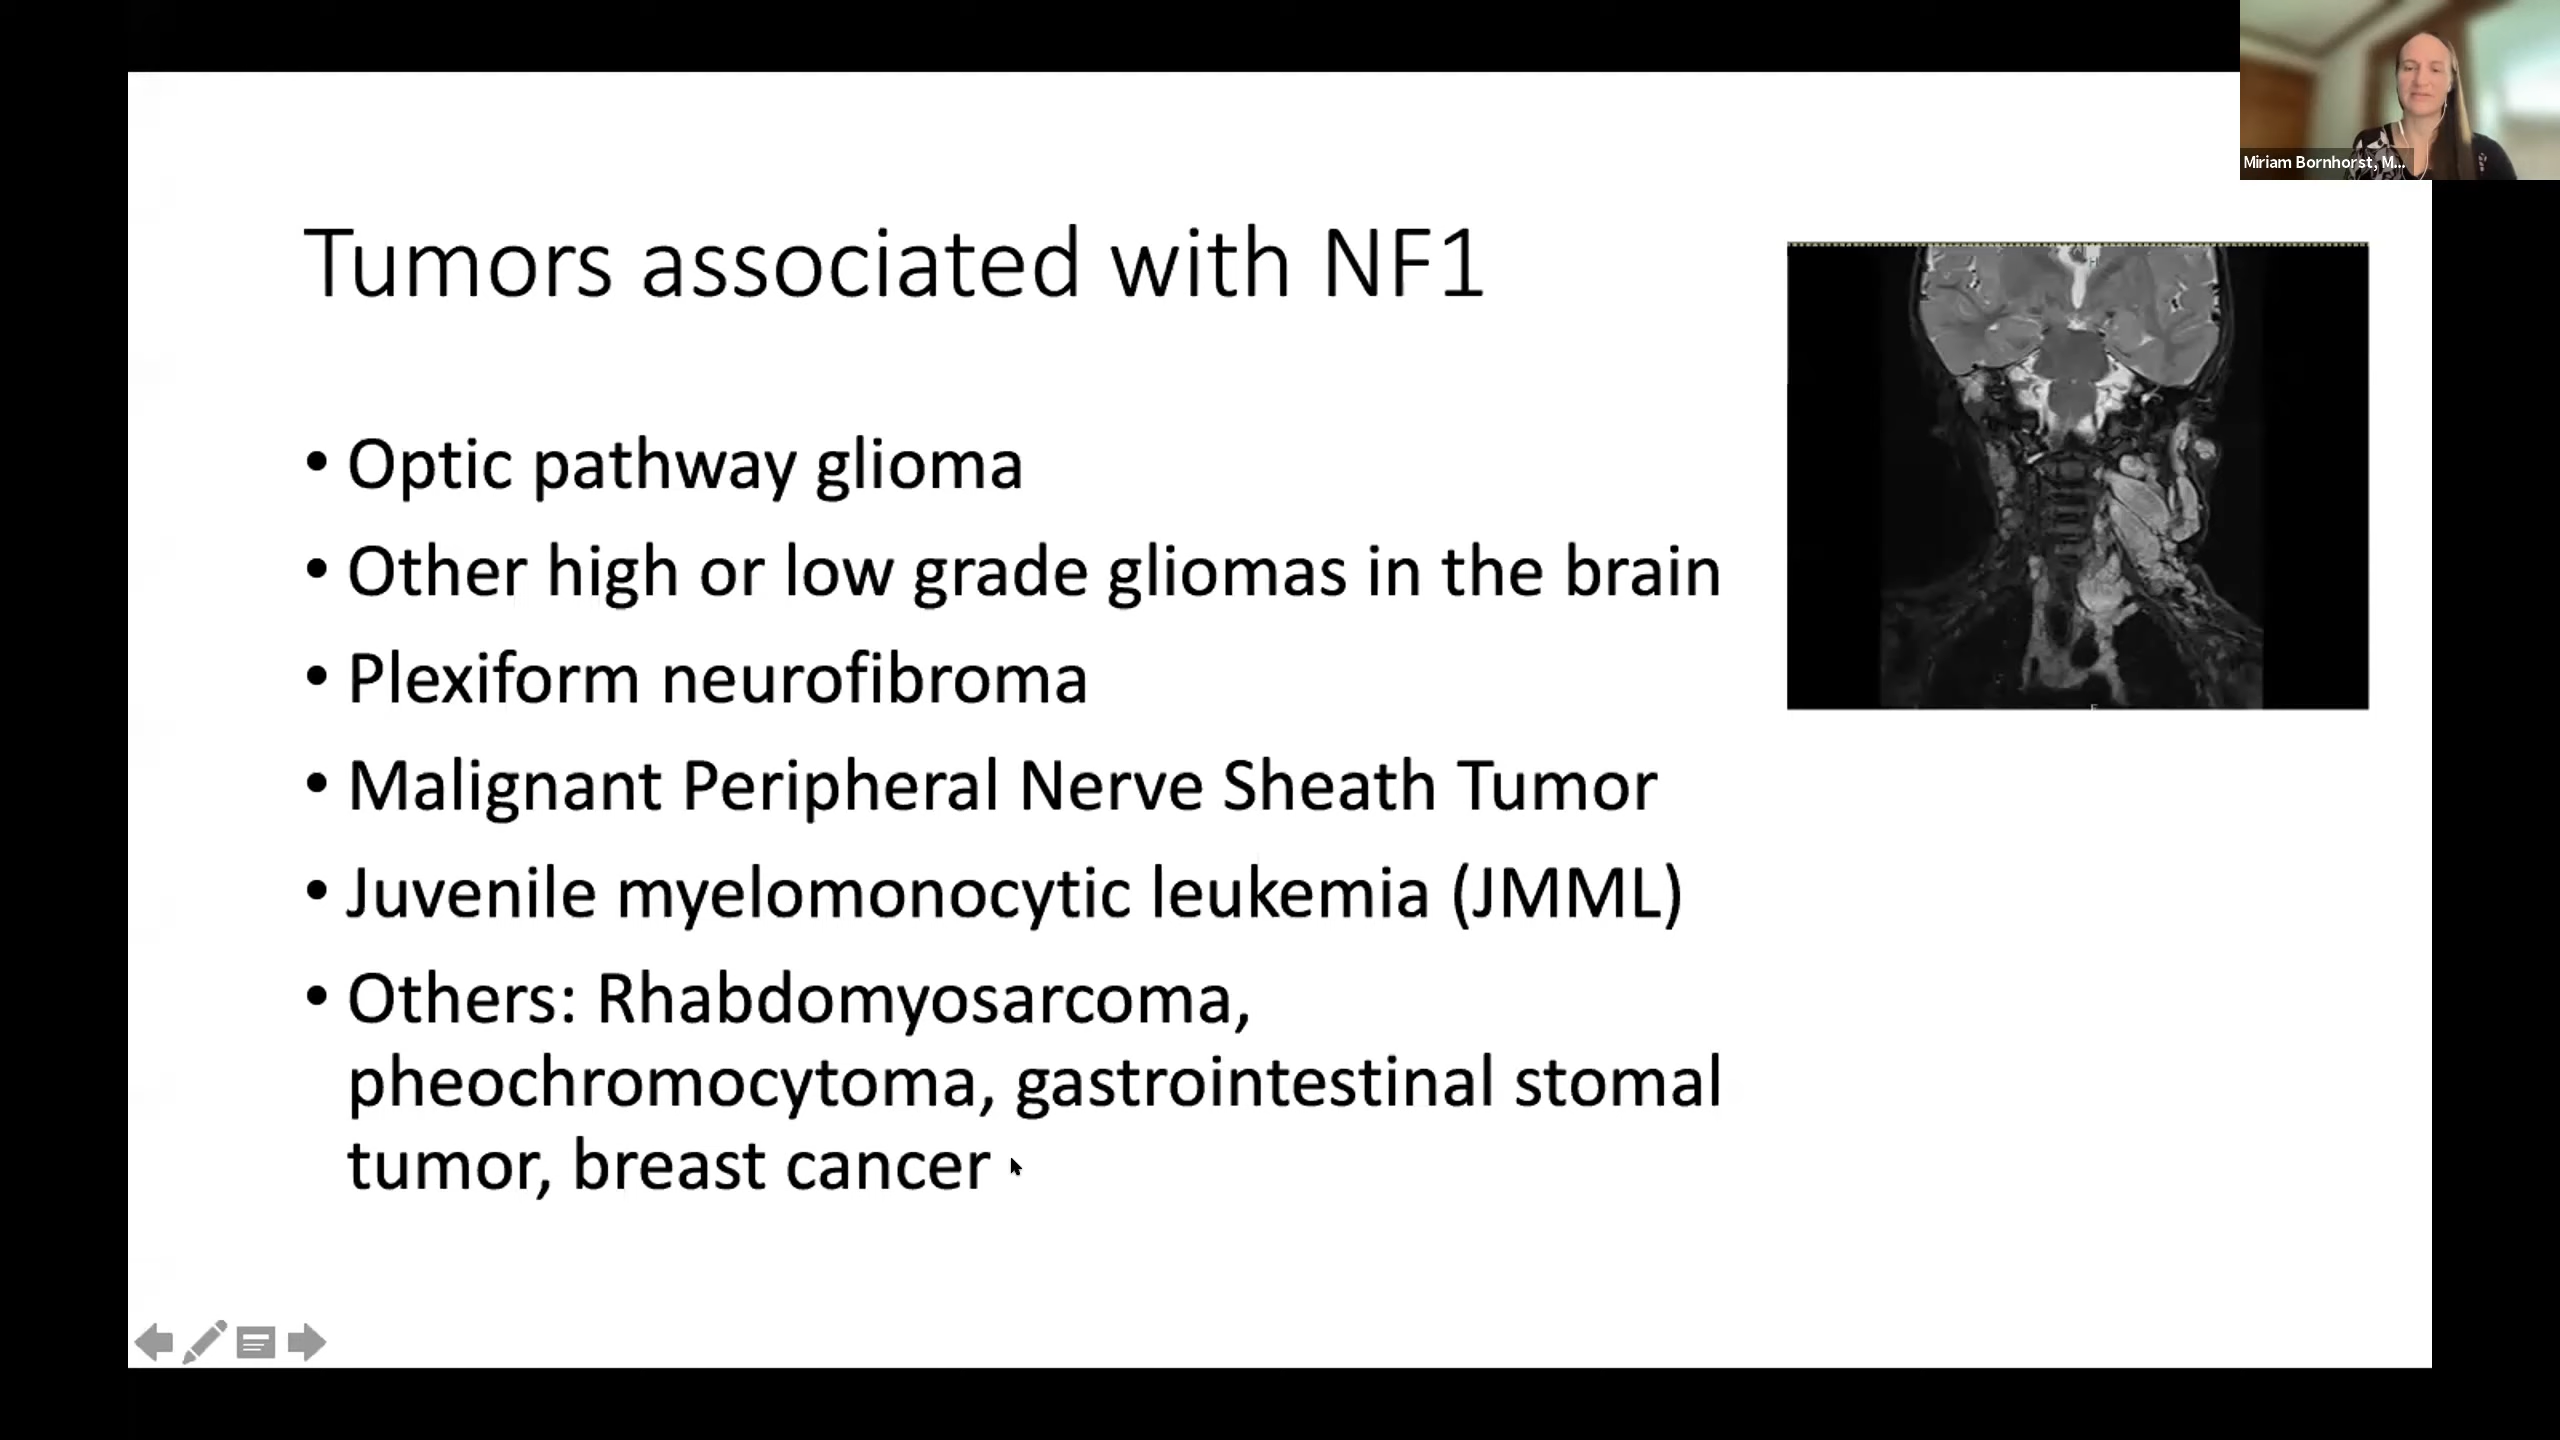 Miriam Bornhorst, M...
Tumors associated with NF1
• Optic pathway glioma
• Other high or low grade gliomas in the brain
• Plexiform neurofibroma
• Malignant Peripheral Nerve Sheath Tumor
• Juvenile myelomonocytic leukemia (JMML)
• Others: Rhabdomyosarcoma,
pheochromocytoma, gastrointestinal stomal
tumor, breast cancer
H